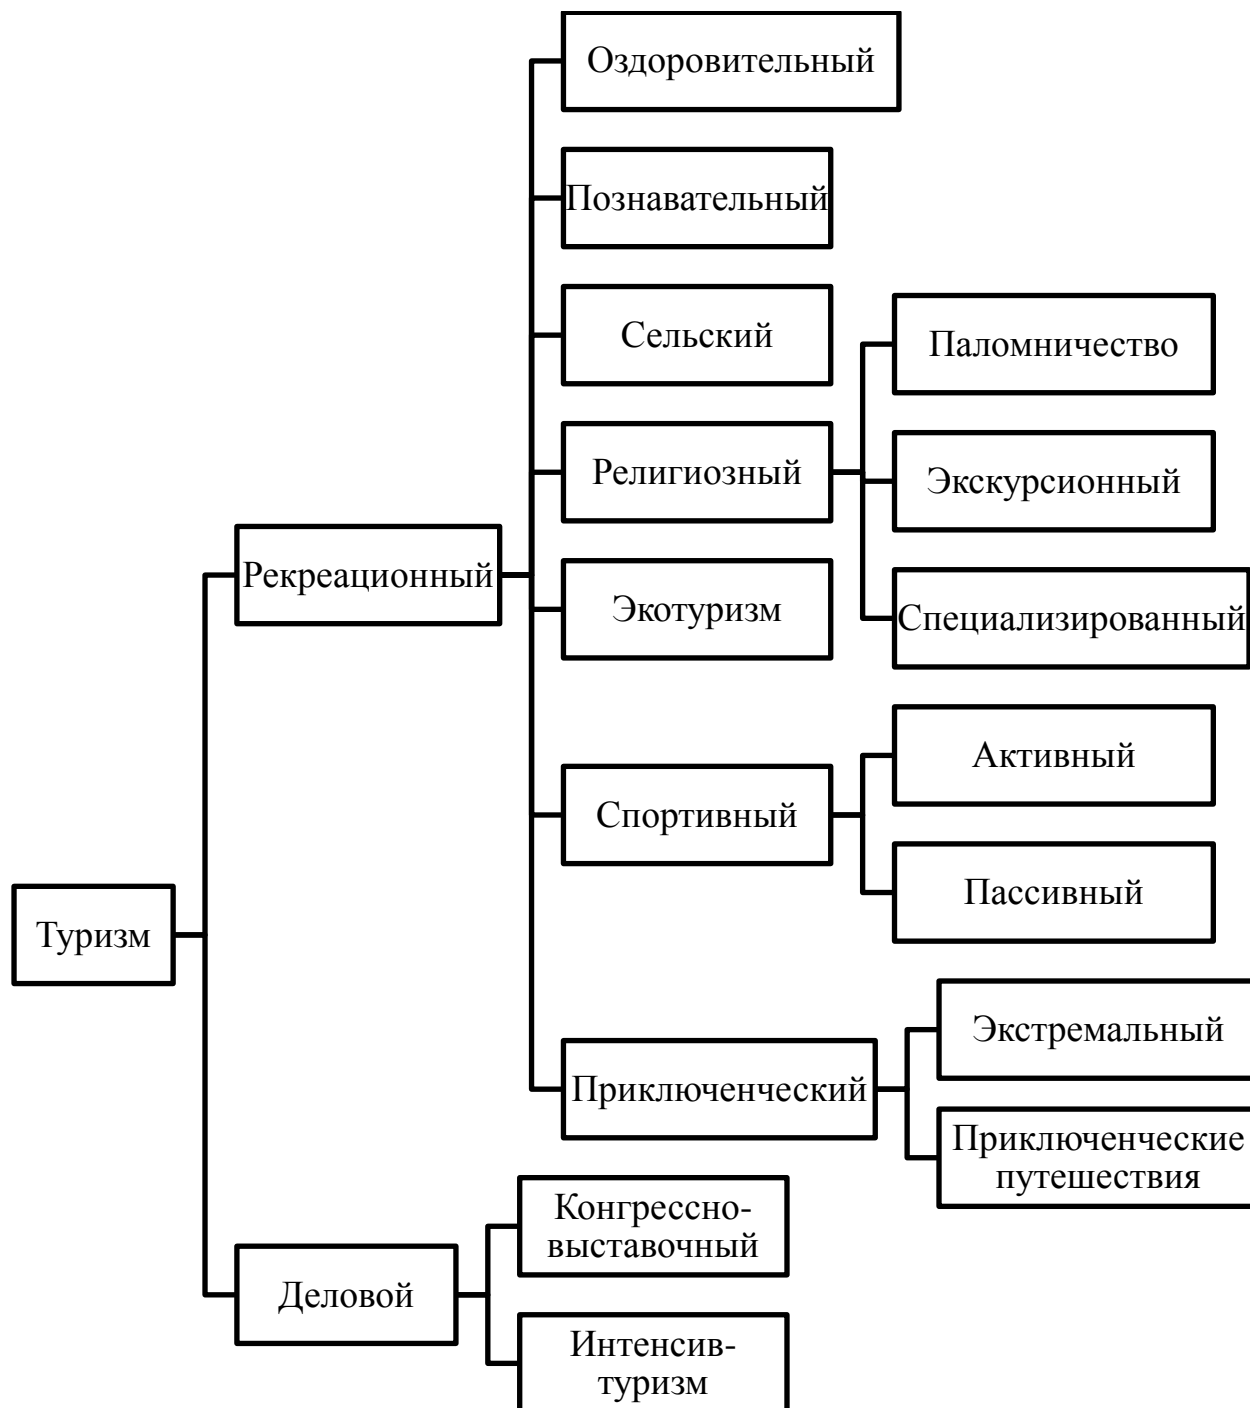 Оздоровительный
Познавательный
Сельский
Паломничество
Религиозный
Экскурсионный
Рекреационный
Экотуризм
Специализированный
Активный
Спортивный
Пассивный
Туризм
Экстремальный
Приключенческий
Приключенческие
путешествия
Конгрессно-
выставочный
Деловой
Интенсив-
туризм